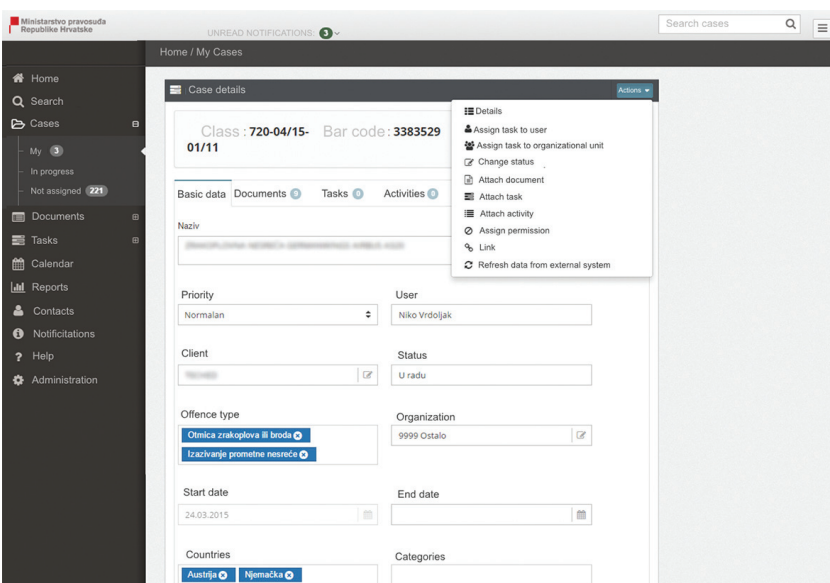 Ministarstvo pravosuđa
Republike Hrvatske
UNREAD NOTIFICATIONS 3
Search cases
Home / My Cases
Home
Search
Cases
My 3
In progress
Not assigned 221
Documents
Tasks
Calendar
Reports
Contacts
Notificitations
Help
Administration
Case details
Actions
Class : 720-04/15-01/11
Bar code: 3383529
Details
Assign task to user
Assign task to organizational unit
Change status
Attach document
Attach task
Attach activity
Assign permission
Link
Refresh data from external system
Basic data Documents 0 Tasks 0 Activities 0
Naziv
Priority
Normalan
User
Niko Vrdoljak
Client
Status
U radu
Offence type
Otmica zrakoplova ili broda
Izazivanje prometne nesreće
Organization
9999 Ostalo
Start date
24.03.2015
End date
Countries
Austrija Njemačka
Categories